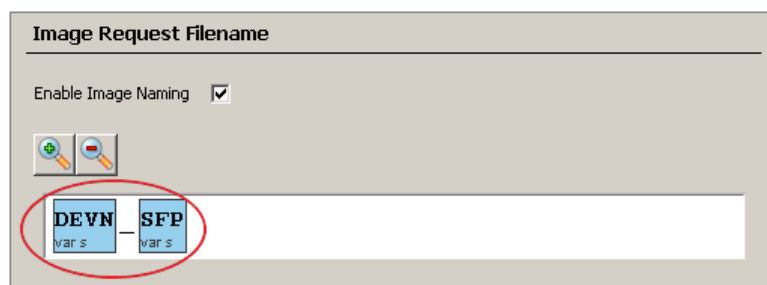 Image Request Filename
Enable Image Naming
DEVN _ SFP
var s var s